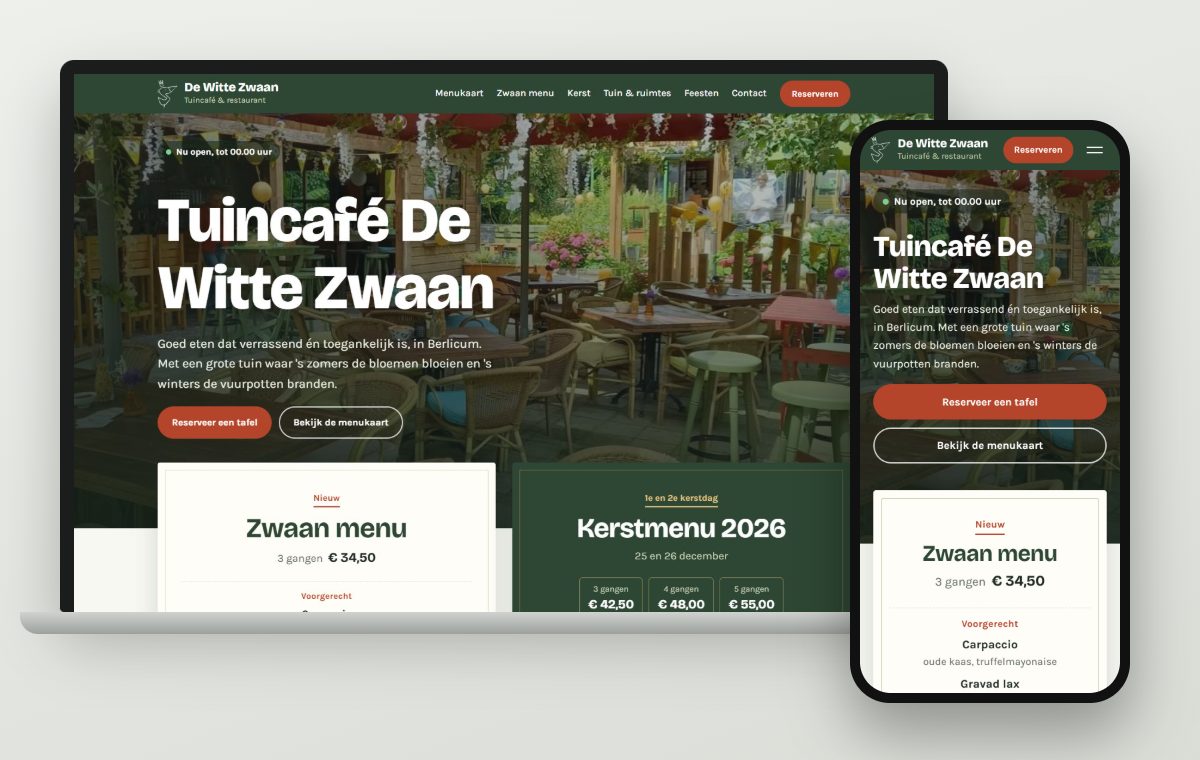 De Witte Zwaan
Tuincafé & restaurant
Menukaart Zwaan menu Kerst Tuin & ruimtes Feesten Contact Reserveren
Nu open, tot 00.00 uur
Tuincafé De
Witte Zwaan
Goed eten dat verrassend én toegankelijk is, in Berlicum.
Met een grote tuin waar 's zomers de bloemen bloeien en 's
winters de vuurpotten branden.
Reserveer een tafel Bekijk de menukaart
Nieuw
Zwaan menu
3 gangen € 34,50
Voorgerecht
1e en 2e kerstdag
Kerstmenu 2026
25 en 26 december
3 gangen 4 gangen 5 gangen
€ 42,50 € 48,00 € 55,00
De Witte Zwaan
Tuincafé & restaurant
Reserveren
Nu open, tot 00.00 uur
Tuincafé De
Witte Zwaan
Goed eten dat verrassend én toegankelijk is,
in Berlicum. Met een grote tuin waar 's
zomers de bloemen bloeien en 's winters de
vuurpotten branden.
Reserveer een tafel
Bekijk de menukaart
Nieuw
Zwaan menu
3 gangen € 34,50
Voorgerecht
Carpaccio
oude kaas, truffelmayonaise
Gravad lax